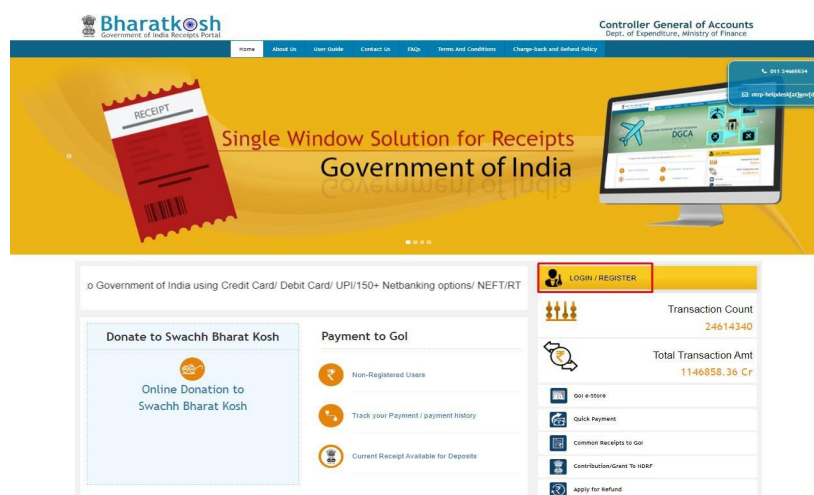 Bharatkosh
Government of India Receipts Portal
Controller General of Accounts
Dept. of Expenditure, Ministry of Finance
Home About Us User Guide Contact Us FAQs Terms And Conditions Charge-back and Refund Policy
011 24665534
ntrp-helpdesk[at]gov[d
RECEIPT
Single Window Solution for Receipts
Government of India
DGCA
o Government of India using Credit Card/ Debit Card/ UPI/150+ Netbanking options/ NEFT/RT
LOGIN / REGISTER
Transaction Count
24614340
Total Transaction Amt
1146858.36 Cr
Donate to Swachh Bharat Kosh
Online Donation to
Swachh Bharat Kosh
Payment to GoI
Non-Registered Users
Track your Payment / payment history
Current Receipt Available for Deposits
GoI e-Store
Quick Payment
Common Receipts to GoI
Contribution/Grant To NDRF
Apply for Refund